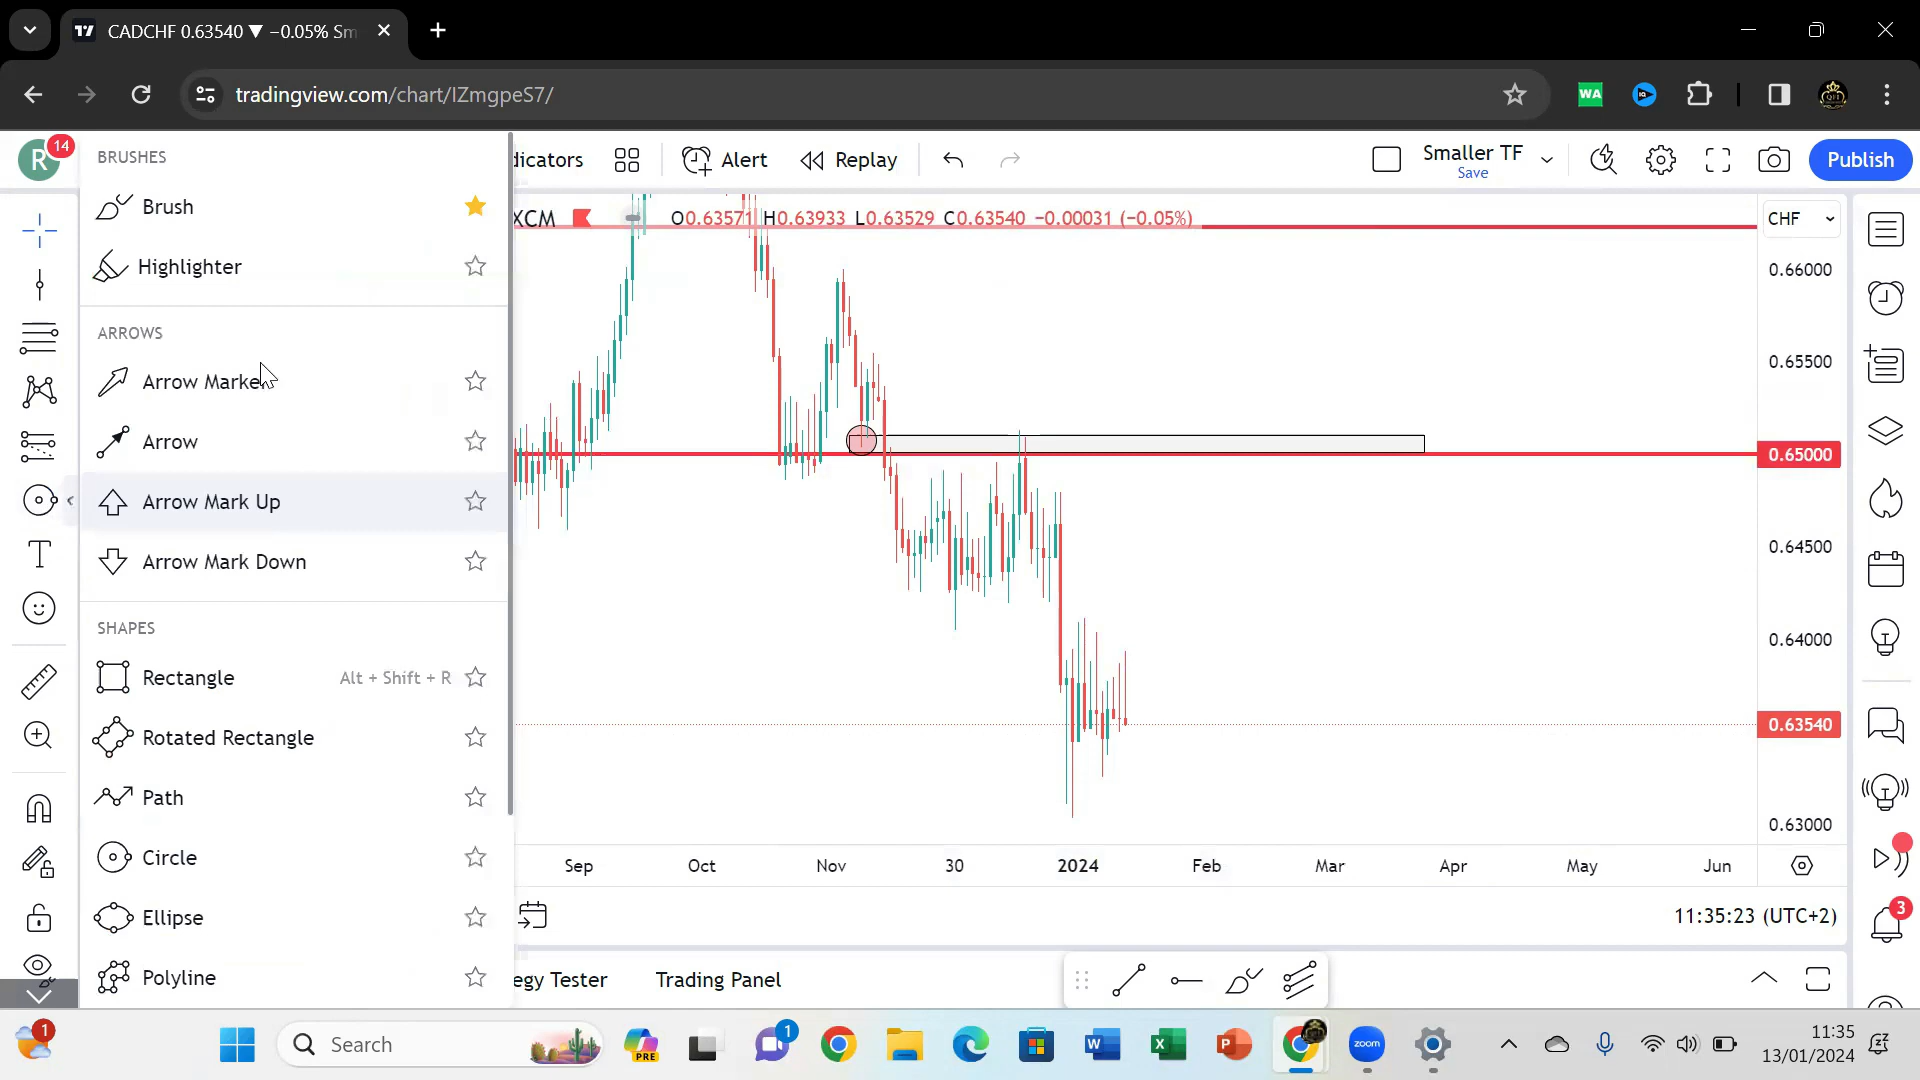 CADCHF 0.63540 ▼ −0.05% Sm
tradingview.com/chart/IZmgpeS7/
WA
R
14
dicators
Alert
Replay
Smaller TF
Save
Publish
BRUSHES
Brush
Highlighter
ARROWS
Arrow Marke
Arrow
Arrow Mark Up
Arrow Mark Down
SHAPES
Rectangle Alt + Shift + R
Rotated Rectangle
Path
Circle
Ellipse
Polyline
XCM O0.63571 H0.63933 L0.63529 C0.63540 −0.00031 (−0.05%)
CHF
0.66000
0.65500
0.65000
0.64500
0.64000
0.63540
0.63000
Sep Oct Nov 30 2024 Feb Mar Apr May Jun
11:35:23 (UTC+2)
3
egy Tester Trading Panel
1
Search
PRE
1
W
X
P
zoom
11:35
13/01/2024